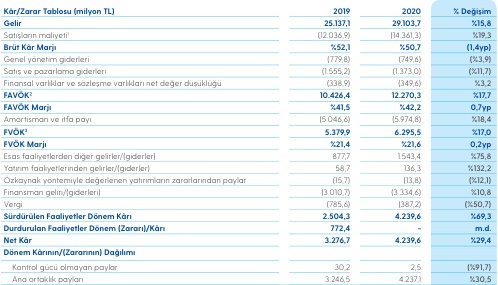 Kâr/Zarar Tablosu (milyon TL) 2019 2020 % Değişim
Gelir 25.137,1 29.103,7 %15,8
Satışların maliyeti¹ (12.036,9) (14.361,3) %19,3
Brüt Kâr Marjı %52,1 %50,7 (1,4yp)
Genel yönetim giderleri (779,8) (749,6) (%3,9)
Satış ve pazarlama giderleri (1.555,2) (1.373,0) (%11,7)
Finansal varlıklar ve sözleşme varlıkları net değer düşüklüğü (338,9) (349,6) %3,2
FAVÖK² 10.426,4 12.270,3 %17,7
FAVÖK Marjı %41,5 %42,2 0,7yp
Amortisman ve itfa payı (5.046,6) (5.974,8) %18,4
FVÖK³ 5.379,9 6.295,5 %17,0
FVÖK Marjı %21,4 %21,6 0,2yp
Esas faaliyetlerden diğer gelirler/(giderler) 877,7 1.543,4 %75,8
Yatırım faaliyetlerinden gelirler/(giderler) 58,7 136,3 %132,2
Özkaynak yöntemiyle değerlenen yatırımların zararlarından paylar (15,7) (13,8) (%12,1)
Finansman geliri/(giderleri) (3.010,7) (3.334,6) %10,8
Vergi (785,6) (387,2) (%50,7)
Sürdürülen Faaliyetler Dönem Kârı 2.504,3 4.239,6 %69,3
Durdurulan Faaliyetler Dönem (Zararı)/Kârı 772,4 - m.d.
Net Kâr 3.276,7 4.239,6 %29,4
Dönem Kârının/(Zararının) Dağılımı
Kontrol gücü olmayan paylar 30,2 2,5 (%91,7)
Ana ortaklık payları 3.246,5 4.237,1 %30,5